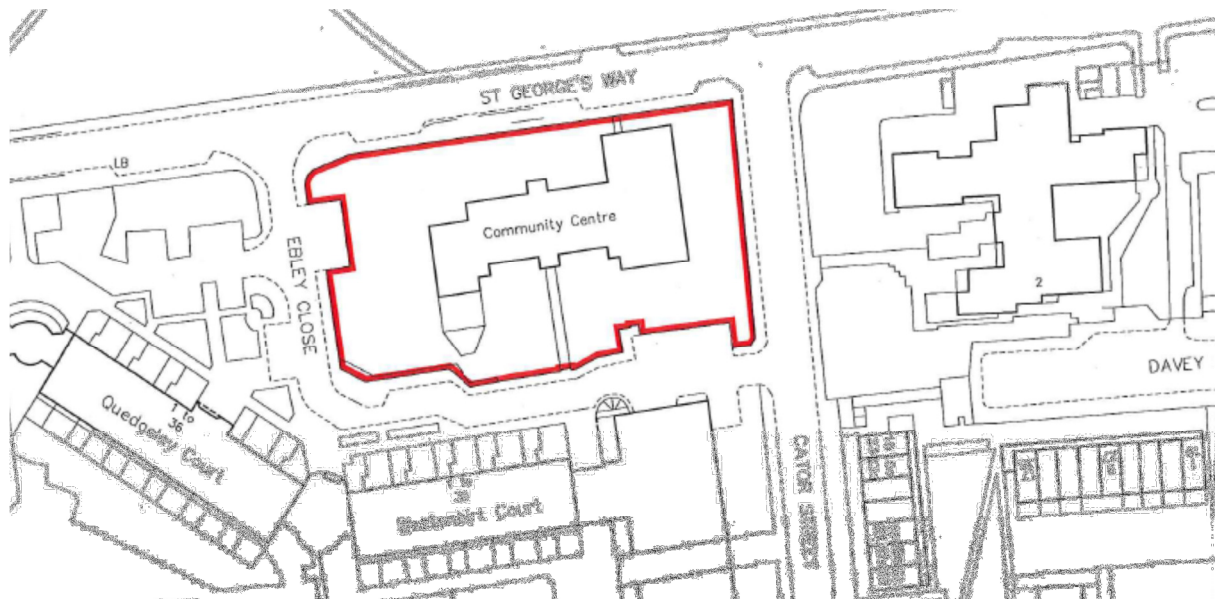 ST GEORGE'S WAY
LB
Community Centre
EBLEY CLOSE
2
DAVEY
1 to
36
Quedgeley Court
Court
CATOR STREET